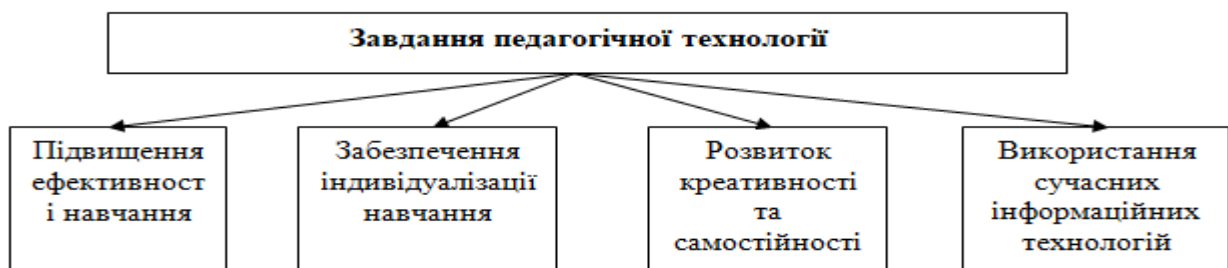 Завдання педагогічної технології
Підвищення
ефективност
і навчання
Забезпечення
індивідуалізації
навчання
Розвиток
креативності
та
самостійності
Використання
сучасних
інформаційних
технологій